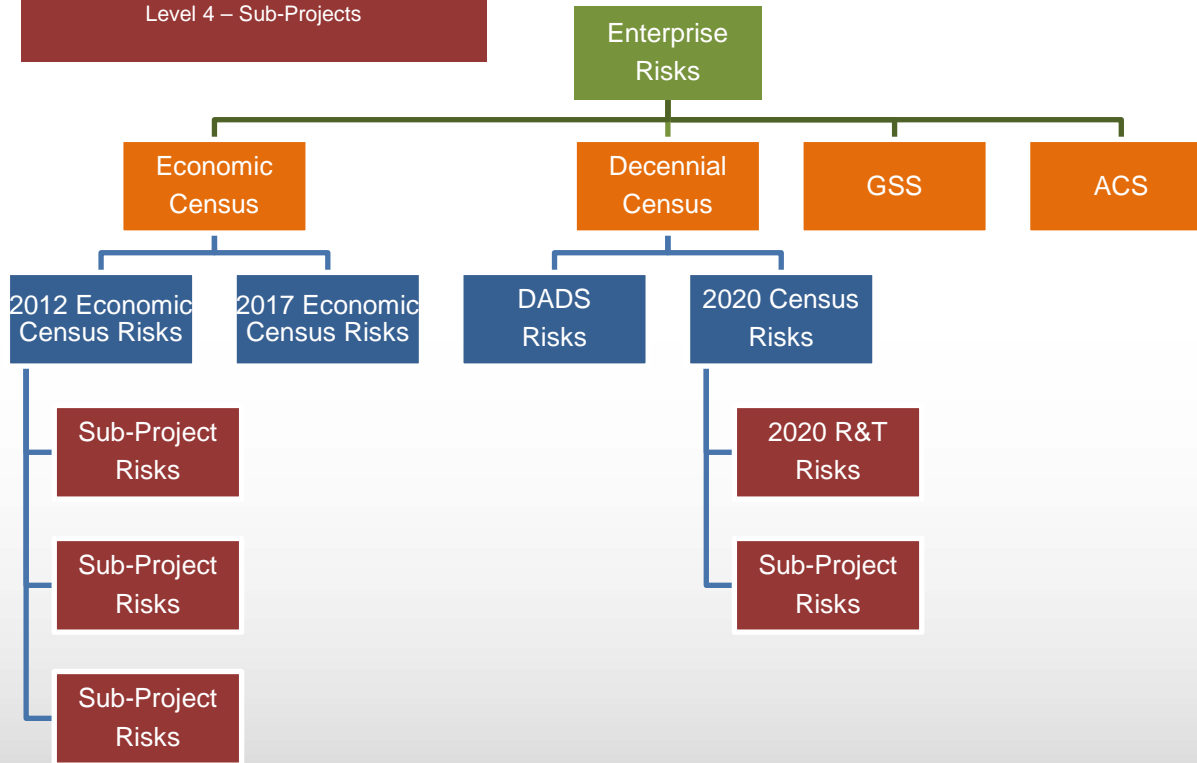 Level 4 – Sub-Projects
Enterprise
Risks
Economic
Census
Decennial
Census
GSS
ACS
2012 Economic
Census Risks
2017 Economic
Census Risks
DADS
Risks
2020 Census
Risks
Sub-Project
Risks
2020 R&T
Risks
Sub-Project
Risks
Sub-Project
Risks
Sub-Project
Risks